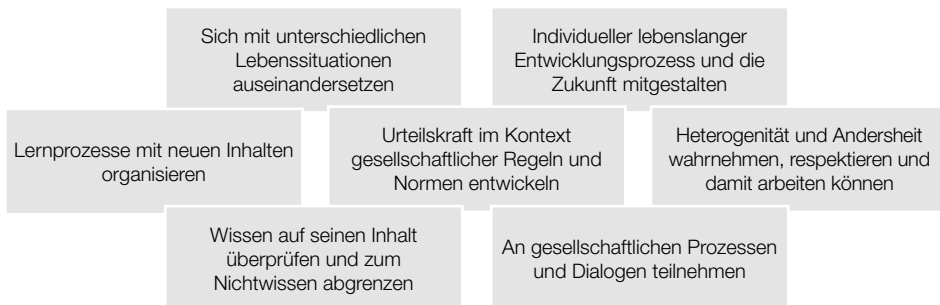 Sich mit unterschiedlichen
Lebenssituationen
auseinandersetzen
Individueller lebenslanger
Entwicklungsprozess und die
Zukunft mitgestalten
Lernprozesse mit neuen Inhalten
organisieren
Urteilskraft im Kontext
gesellschaftlicher Regeln und
Normen entwickeln
Heterogenität und Andersheit
wahrnehmen, respektieren und
damit arbeiten können
Wissen auf seinen Inhalt
überprüfen und zum
Nichtwissen abgrenzen
An gesellschaftlichen Prozessen
und Dialogen teilnehmen